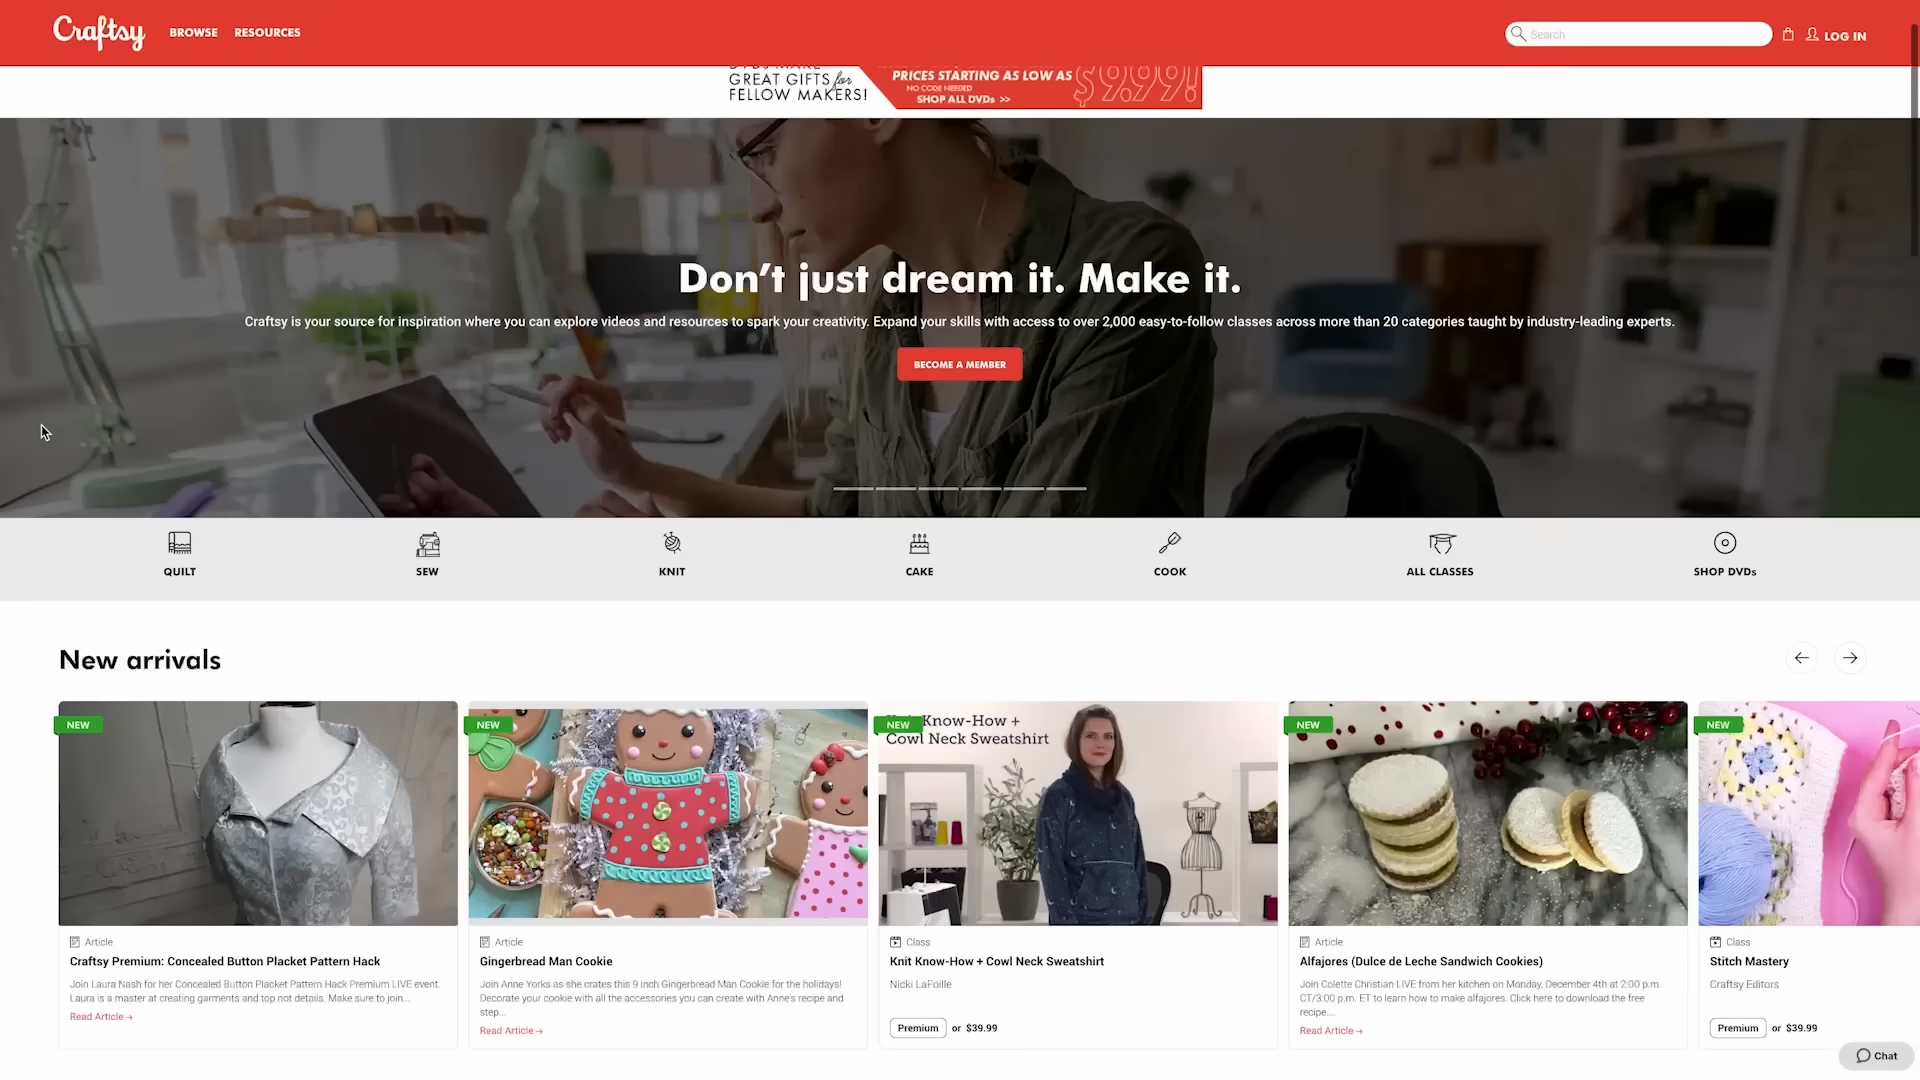 Craftsy
BROWSE
RESOURCES
Search
LOG IN
GREAT GIFTS for
FELLOW MAKERS!
PRICES STARTING AS LOW AS
$9.99!
NO CODE NEEDED
SHOP ALL DVDs >>
Don't just dream it. Make it.
Craftsy is your source for inspiration where you can explore videos and resources to spark your creativity. Expand your skills with access to over 2,000 easy-to-follow classes across more than 20 categories taught by industry-leading experts.
BECOME A MEMBER
QUILT
SEW
KNIT
CAKE
COOK
ALL CLASSES
SHOP DVDs
New arrivals
NEW
Article
Craftsy Premium: Concealed Button Placket Pattern Hack
Join Laura Nash for her Concealed Button Placket Pattern Hack Premium LIVE event.
Laura is a master at creating garments and top not details. Make sure to join...
Read Article →
NEW
Article
Gingerbread Man Cookie
Join Anne Yorks as she crates this 9 inch Gingerbread Man Cookie for the holidays!
Decorate your cookie with all the accessories you can create with Anne's recipe and
step...
Read Article →
NEW
Know-How +
Cowl Neck Sweatshirt
Class
Knit Know-How + Cowl Neck Sweatshirt
Nicki LaFoille
Premium or $39.99
NEW
Article
Alfajores (Dulce de Leche Sandwich Cookies)
Join Colette Christian LIVE from her kitchen on Monday, December 4th at 2:00 p.m.
CT/3:00 p.m. ET to learn how to make alfajores. Click here to download the free
recipe....
Read Article →
NEW
Class
Stitch Mastery
Craftsy Editors
Premium or $39.99
Chat